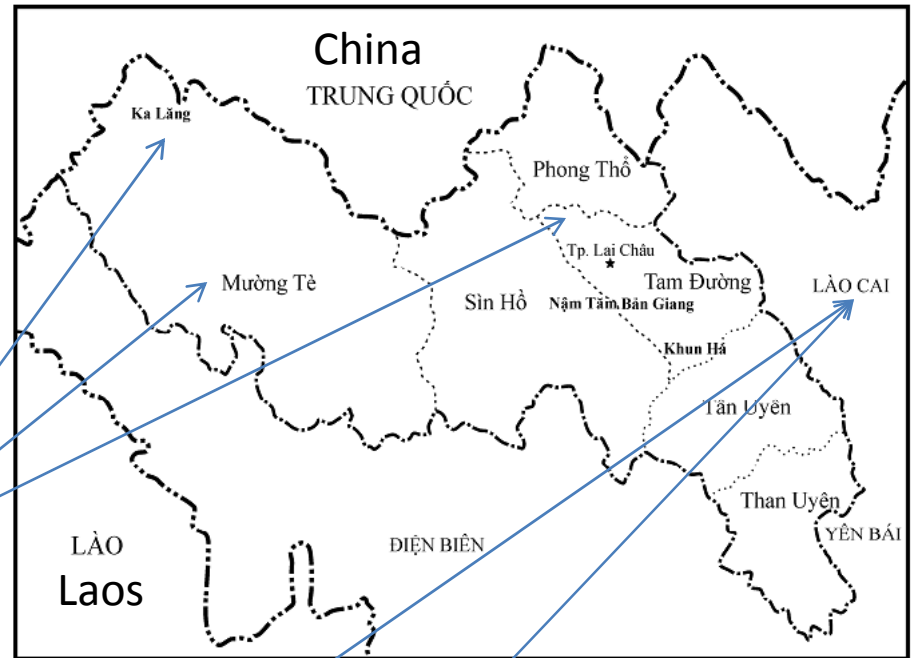 China
TRUNG QUỐC
Ka Lăng
Phong Thổ
Tp. Lai Châu
Mường Tè
Tam Đường
LÀO CAI
Sìn Hồ
Nậm Tăm
Bản Giang
Khun Há
Tân Uyên
Than Uyên
YÊN BÁI
LÀO
ĐIỆN BIÊN
Laos